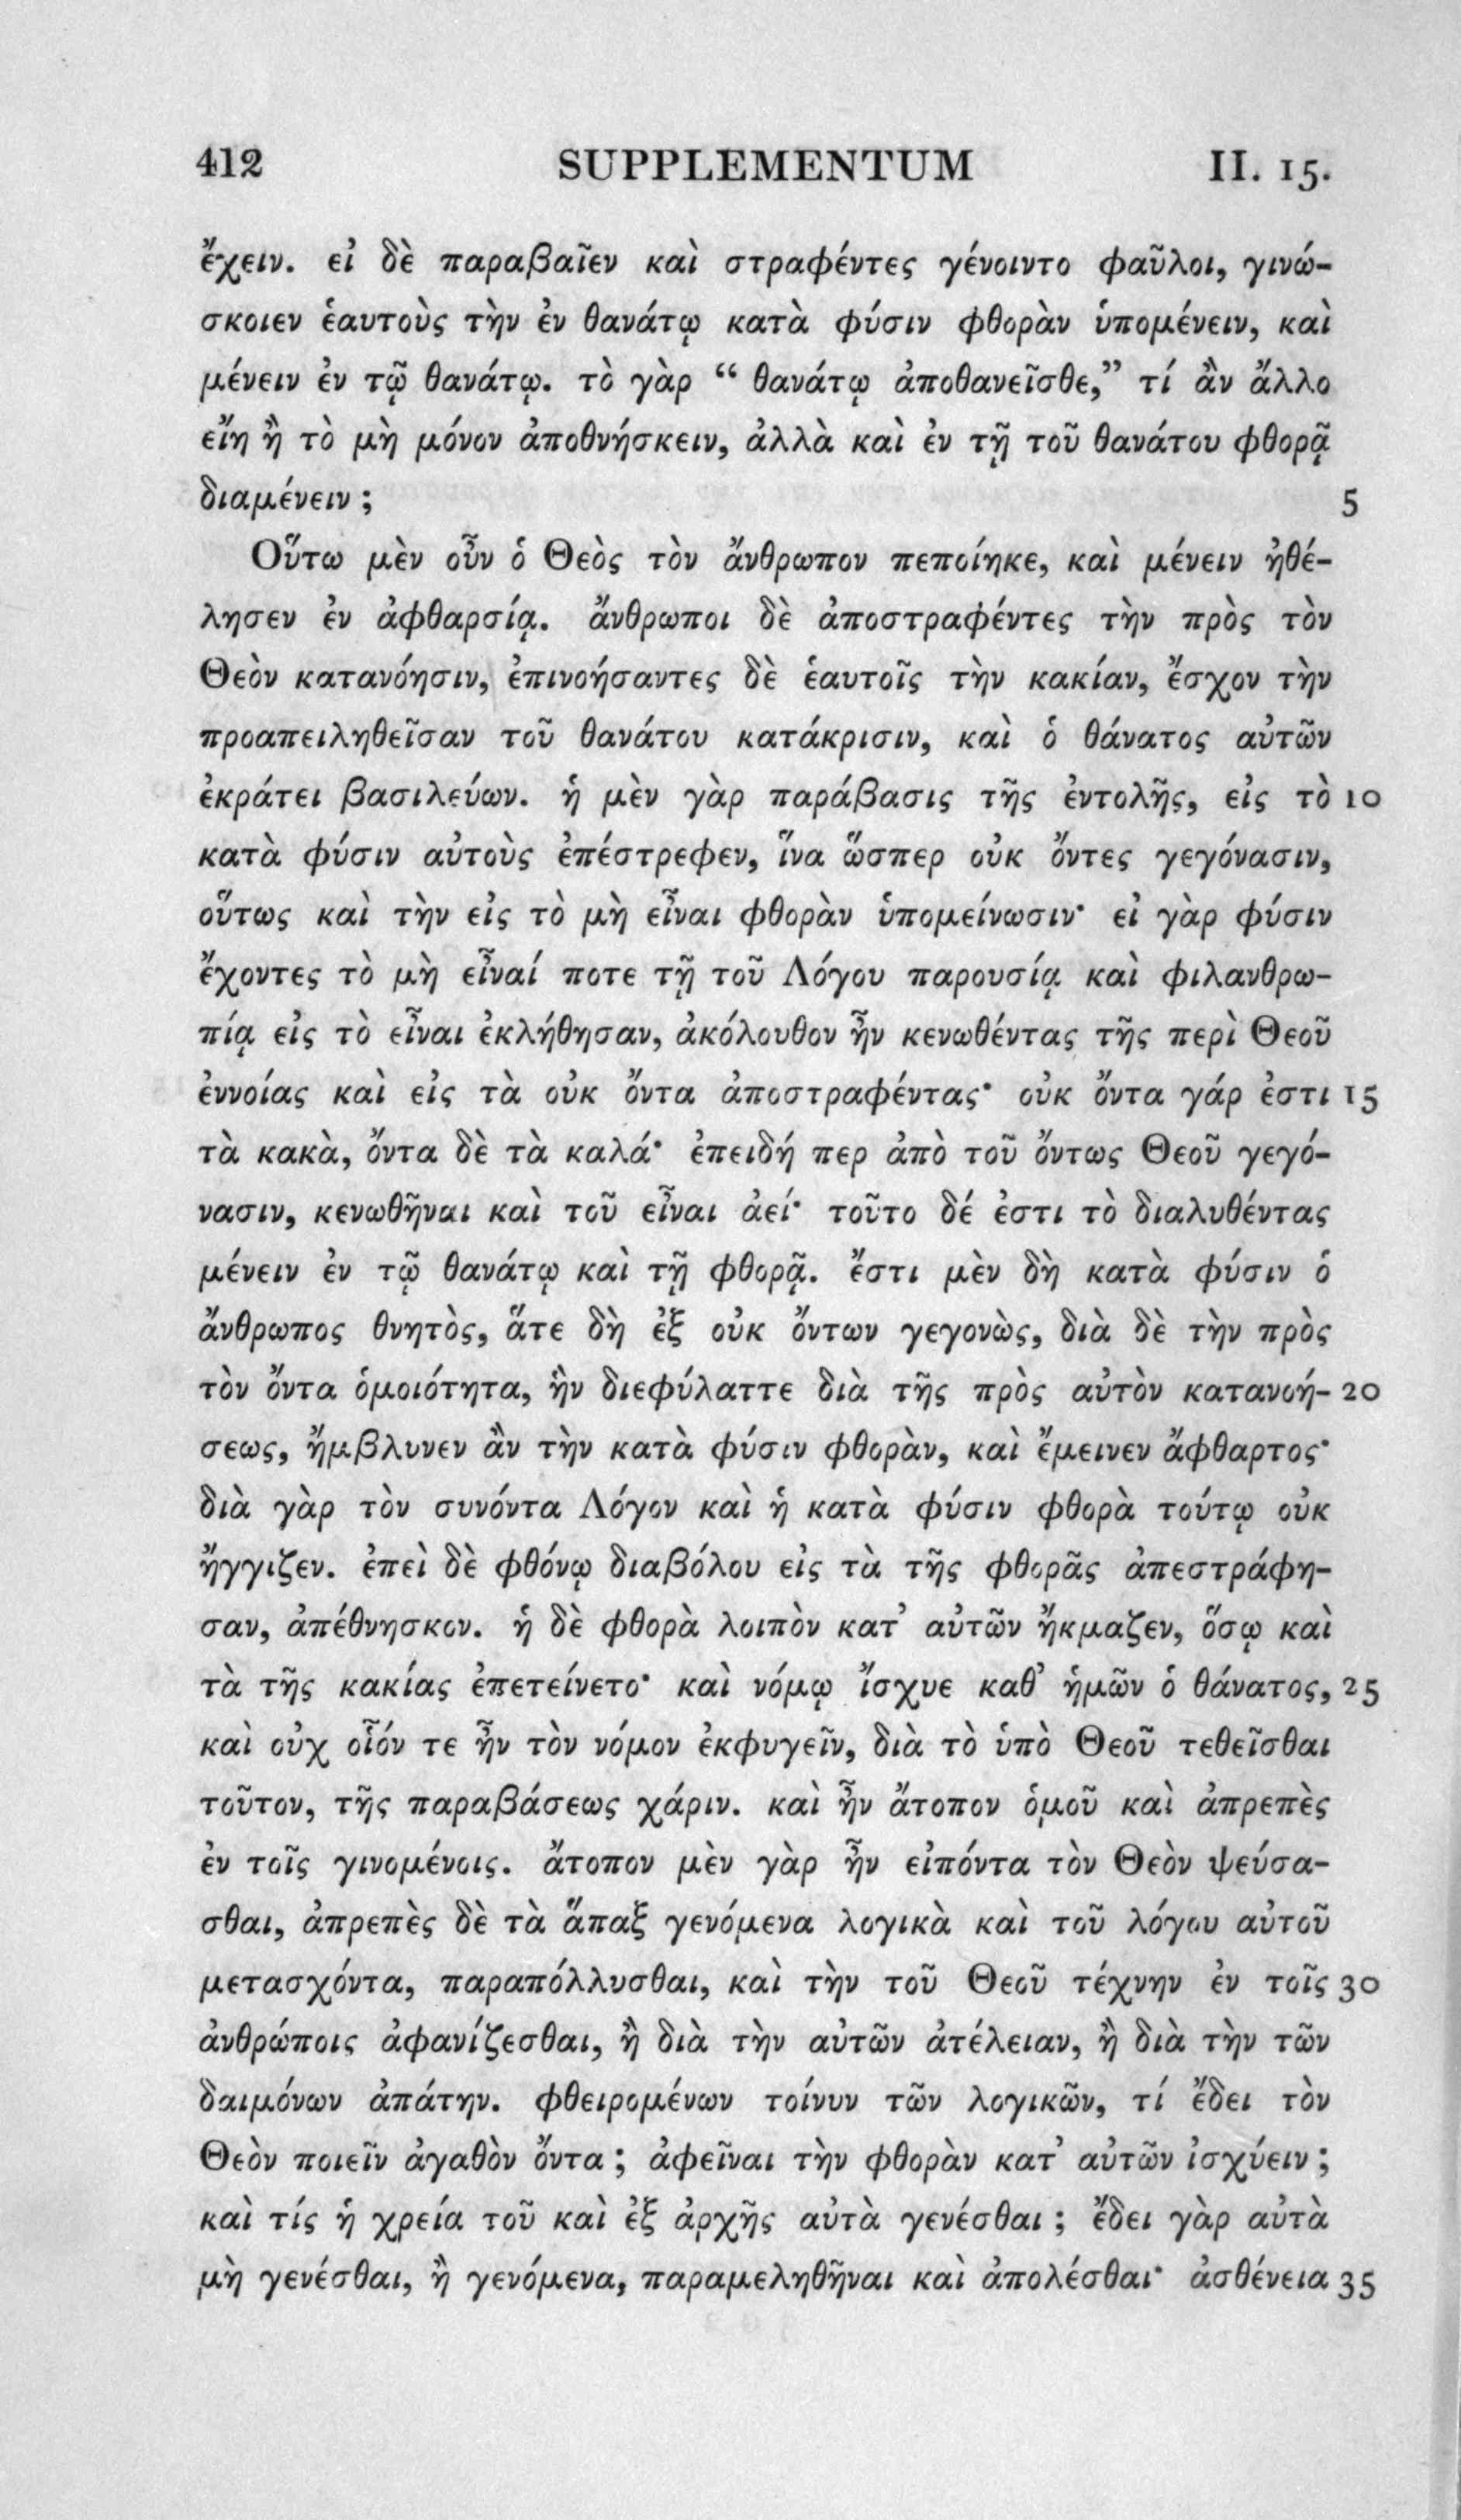 412 SUPPLEMENTUM II. 15.
ἔχειν. εἰ δὲ παραβαῖεν καὶ στραφέντες γένοιντο φαῦλοι, γινώ-
σκοιεν ἑαυτοὺς τὴν ἐν θανάτῳ κατὰ φύσιν φθορὰν ὑπομένειν, καὶ
μένειν ἐν τῷ θανάτῳ. τὸ γὰρ “ θανάτῳ ἀποθανεῖσθε,” τί ἂν ἄλλο
εἴη ἢ τὸ μὴ μόνον ἀποθνήσκειν, ἀλλὰ καὶ ἐν τῇ τοῦ θανάτου φθορᾷ
διαμένειν ; 5
Οὕτω μὲν οὖν ὁ Θεὸς τὸν ἄνθρωπον πεποίηκε, καὶ μένειν ἠθέ-
λησεν ἐν ἀφθαρσίᾳ. ἄνθρωποι δὲ ἀποστραφέντες τὴν πρὸς τὸν
Θεὸν κατανόησιν, ἐπινοήσαντες δὲ ἑαυτοῖς τὴν κακίαν, ἔσχον τὴν
προαπειληθεῖσαν τοῦ θανάτου κατάκρισιν, καὶ ὁ θάνατος αὐτῶν
ἐκράτει βασιλεύων. ἡ μὲν γὰρ παράβασις τῆς ἐντολῆς, εἰς τὸ 10
κατὰ φύσιν αὐτοὺς ἐπέστρεφεν, ἵνα ὥσπερ οὐκ ὄντες γεγόνασιν,
οὕτως καὶ τὴν εἰς τὸ μὴ εἶναι φθορὰν ὑπομείνωσιν· εἰ γὰρ φύσιν
ἔχοντες τὸ μὴ εἶναί ποτε τῇ τοῦ Λόγου παρουσίᾳ καὶ φιλανθρω-
πίᾳ εἰς τὸ εἶναι ἐκλήθησαν, ἀκόλουθον ἦν κενωθέντας τῆς περὶ Θεοῦ
ἐννοίας καὶ εἰς τὰ οὐκ ὄντα ἀποστραφέντας· οὐκ ὄντα γάρ ἐστι 15
τὰ κακὰ, ὄντα δὲ τὰ καλά· ἐπειδή περ ἀπὸ τοῦ ὄντως Θεοῦ γεγό-
νασιν, κενωθῆναι καὶ τοῦ εἶναι ἀεί· τοῦτο δέ ἐστι τὸ διαλυθέντας
μένειν ἐν τῷ θανάτῳ καὶ τῇ φθορᾷ. ἔστι μὲν δὴ κατὰ φύσιν ὁ
ἄνθρωπος θνητὸς, ἅτε δὴ ἐξ οὐκ ὄντων γεγονὼς, διὰ δὲ τὴν πρὸς
τὸν ὄντα ὁμοιότητα, ἣν διεφύλαττε διὰ τῆς πρὸς αὐτὸν κατανοή- 20
σεως, ἤμβλυνεν ἂν τὴν κατὰ φύσιν φθορὰν, καὶ ἔμεινεν ἄφθαρτος·
διὰ γὰρ τὸν συνόντα Λόγον καὶ ἡ κατὰ φύσιν φθορὰ τούτῳ οὐκ
ἤγγιζεν. ἐπεὶ δὲ φθόνῳ διαβόλου εἰς τὰ τῆς φθορᾶς ἀπεστράφη-
σαν, ἀπέθνησκον. ἡ δὲ φθορὰ λοιπὸν κατ’ αὐτῶν ἤκμαζεν, ὅσῳ καὶ
τὰ τῆς κακίας ἐπετείνετο· καὶ νόμῳ ἴσχυε καθ’ ἡμῶν ὁ θάνατος, 25
καὶ οὐχ οἷόν τε ἦν τὸν νόμον ἐκφυγεῖν, διὰ τὸ ὑπὸ Θεοῦ τεθεῖσθαι
τοῦτον, τῆς παραβάσεως χάριν. καὶ ἦν ἄτοπον ὁμοῦ καὶ ἀπρεπὲς
ἐν τοῖς γινομένοις. ἄτοπον μὲν γὰρ ἦν εἰπόντα τὸν Θεὸν ψεύσα-
σθαι, ἀπρεπὲς δὲ τὰ ἅπαξ γενόμενα λογικὰ καὶ τοῦ λόγου αὐτοῦ
μετασχόντα, παραπόλλυσθαι, καὶ τὴν τοῦ Θεοῦ τέχνην ἐν τοῖς 30
ἀνθρώποις ἀφανίζεσθαι, ἢ διὰ τὴν αὐτῶν ἀτέλειαν, ἢ διὰ τὴν τῶν
δαιμόνων ἀπάτην. φθειρομένων τοίνυν τῶν λογικῶν, τί ἔδει τὸν
Θεὸν ποιεῖν ἀγαθὸν ὄντα ; ἀφεῖναι τὴν φθορὰν κατ’ αὐτῶν ἰσχύειν ;
καὶ τίς ἡ χρεία τοῦ καὶ ἐξ ἀρχῆς αὐτὰ γενέσθαι ; ἔδει γὰρ αὐτὰ
μὴ γενέσθαι, ἢ γενόμενα, παραμεληθῆναι καὶ ἀπολέσθαι· ἀσθένεια 35